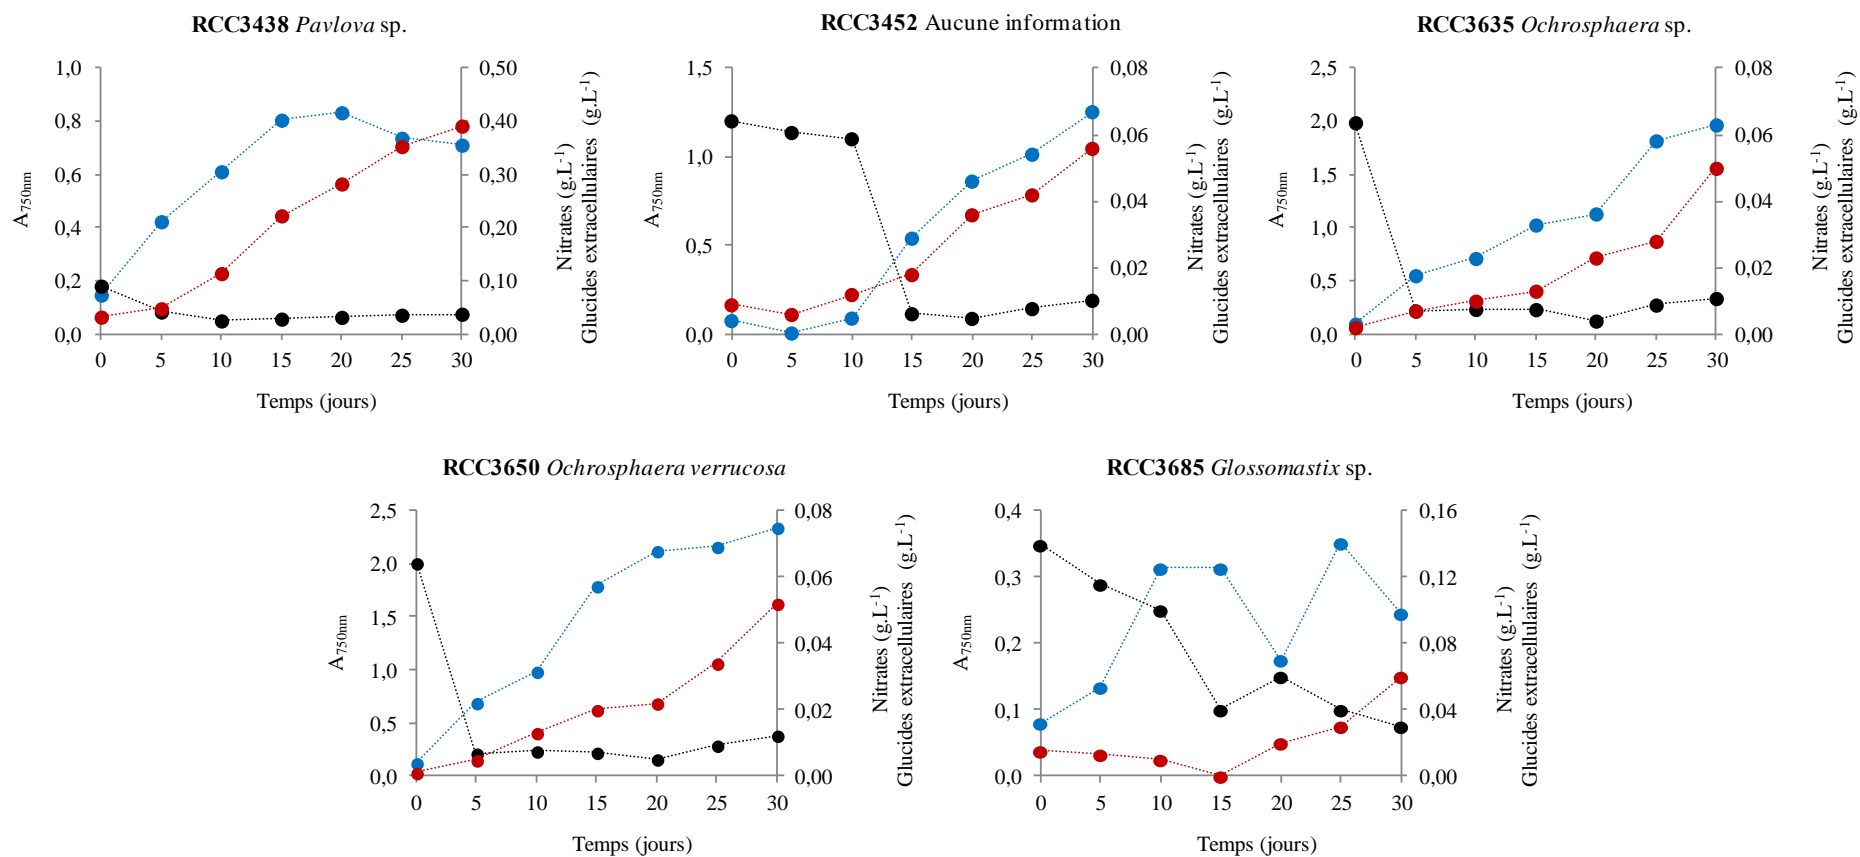 RCC3438 Pavlova sp.
1,0
0,8
0,6
0,4
0,2
0,0
A750nm
0,50
0,40
0,30
0,20
0,10
0,00
Nitrates (g.L-1)
Glucides extracellulaires (g.L-1)
0 5 10 15 20 25 30
Temps (jours)
RCC3452 Aucune information
1,5
1,0
0,5
0,0
A750nm
0,08
0,06
0,04
0,02
0,00
Nitrates (g.L-1)
Glucides extracellulaires (g.L-1)
0 5 10 15 20 25 30
Temps (jours)
RCC3635 Ochrosphaera sp.
2,5
2,0
1,5
1,0
0,5
0,0
A750nm
0,08
0,06
0,04
0,02
0,00
Nitrates (g.L-1)
Glucides extracellulaires (g.L-1)
0 5 10 15 20 25 30
Temps (jours)
RCC3650 Ochrosphaera verrucosa
2,5
2,0
1,5
1,0
0,5
0,0
A750nm
0,08
0,06
0,04
0,02
0,00
Nitrates (g.L-1)
Glucides extracellulaires (g.L-1)
0 5 10 15 20 25 30
Temps (jours)
RCC3685 Glossomastix sp.
0,4
0,3
0,2
0,1
0,0
A750nm
0,16
0,12
0,08
0,04
0,00
Nitrates (g.L-1)
Glucides extracellulaires (g.L-1)
0 5 10 15 20 25 30
Temps (jours)